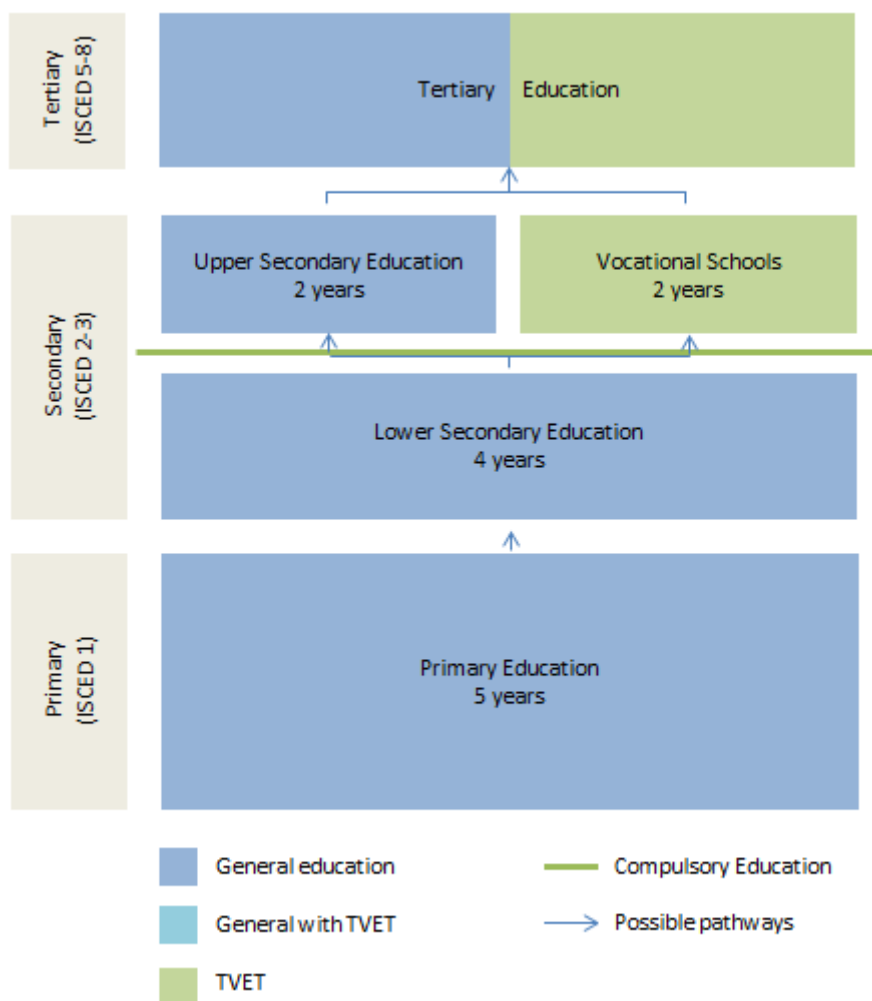 Tertiary
(ISCED 5-8)
Tertiary Education
Secondary
(ISCED 2-3)
Upper Secondary Education
2 years
Vocational Schools
2 years
Lower Secondary Education
4 years
Primary
(ISCED 1)
Primary Education
5 years
General education
Compulsory Education
General with TVET
Possible pathways
TVET